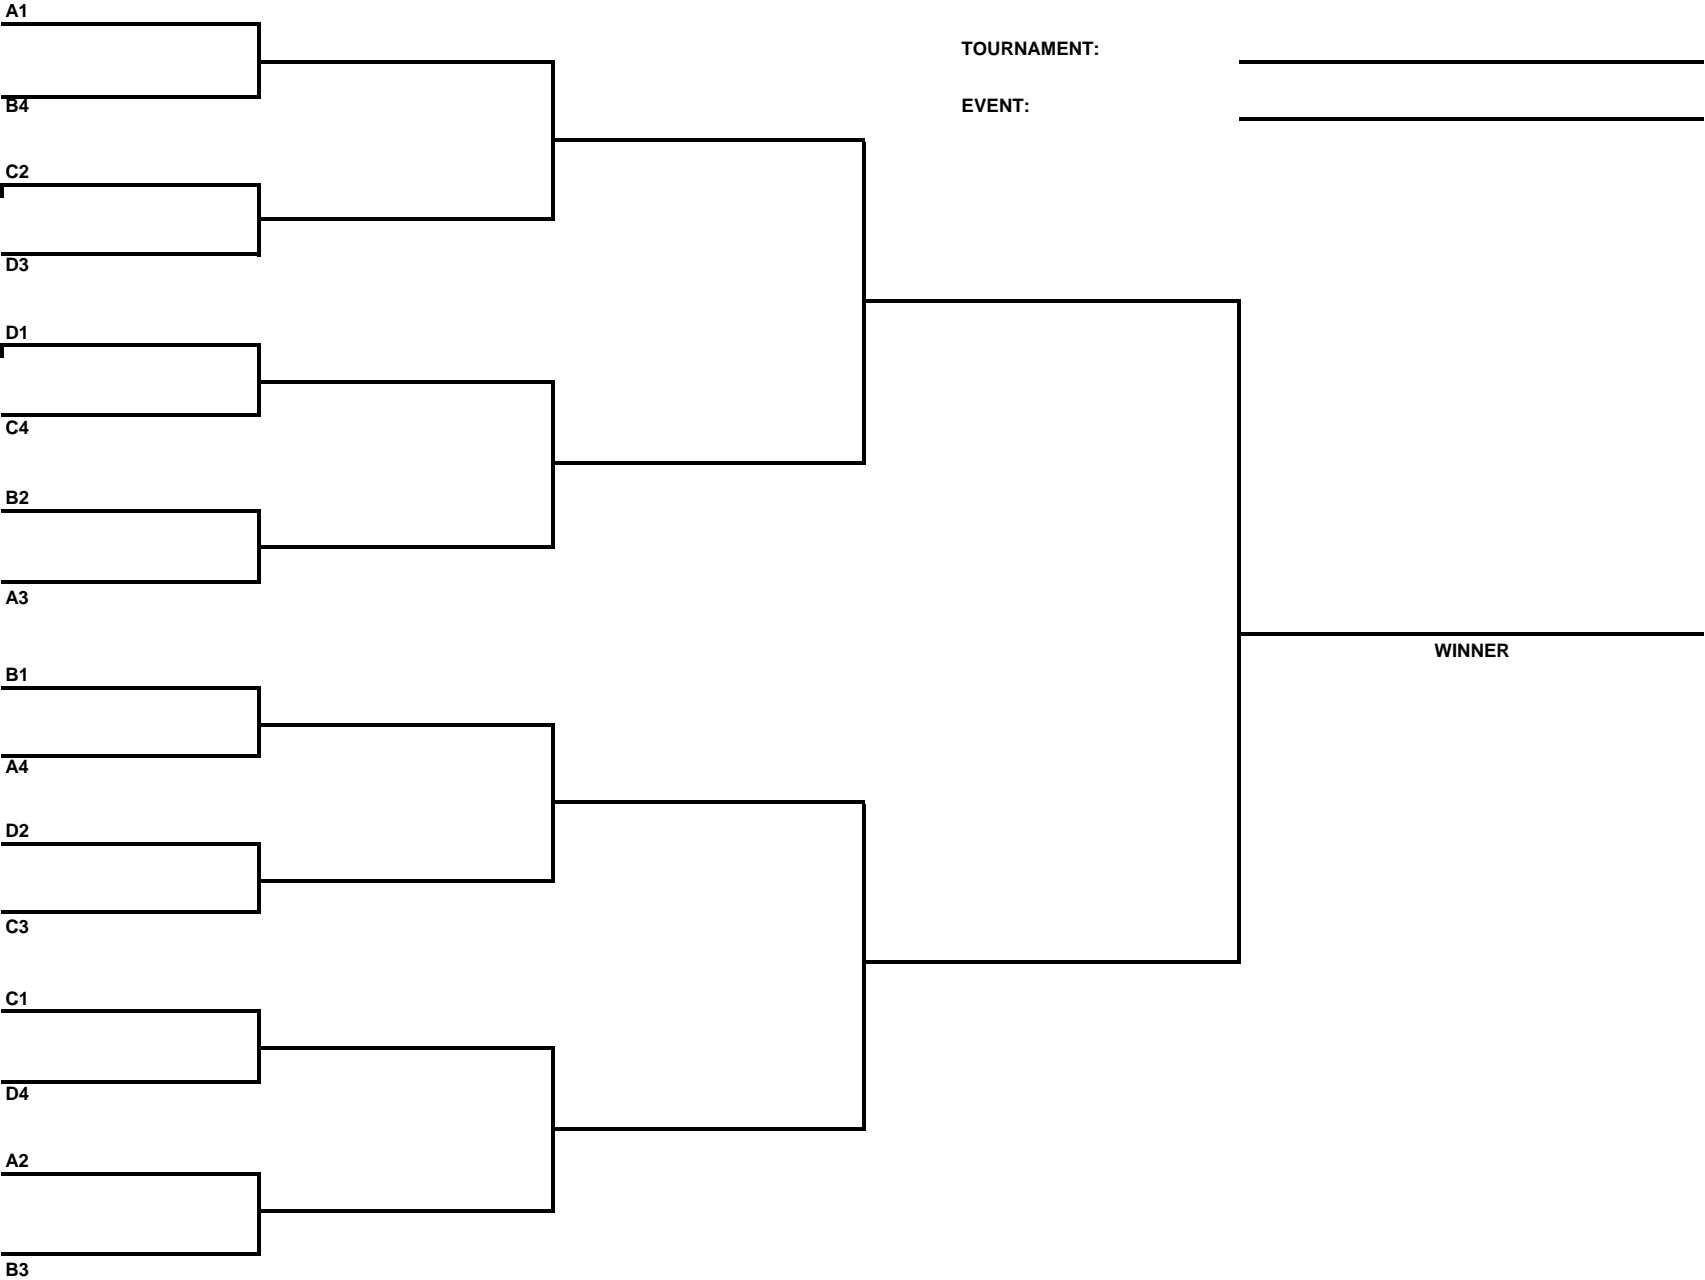 A1
TOURNAMENT:
B4
EVENT:
C2
D3
D1
C4
B2
A3
WINNER
B1
A4
D2
C3
C1
D4
A2
B3